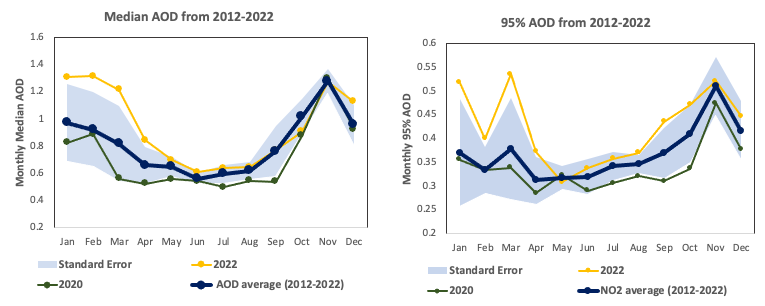 Median AOD from 2012-2022
Monthly Median AOD
1.6
1.4
1.2
1
0.8
0.6
0.4
0.2
Jan Feb Mar Apr May Jun Jul Aug Sep Oct Nov Dec
Standard Error 2022
2020 AOD average (2012-2022)
95% AOD from 2012-2022
Monthly 95% AOD
0.6
0.55
0.5
0.45
0.4
0.35
0.3
0.25
0.2
Jan Feb Mar Apr May Jun Jul Aug Sep Oct Nov Dec
Standard Error 2022
2020 NO2 average (2012-2022)